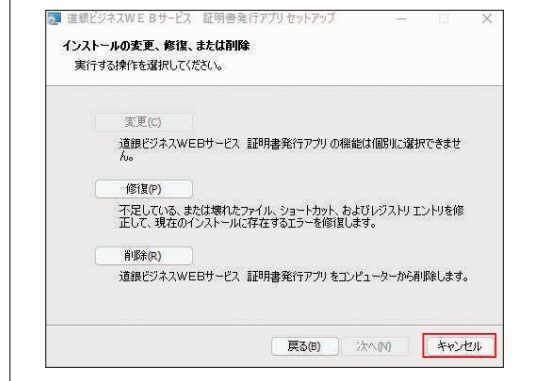 道銀ビジネスWEBサービス 証明書発行アプリ セットアップ
インストールの変更、修復、または削除
実行する操作を選択してください。
変更(C)
道銀ビジネスWEBサービス 証明書発行アプリ の機能は個別に選択できませ
ん。
修復(P)
不足している、または壊れたファイル、ショートカット、およびレジストリ エントリを修
正して、現在のインストールに存在するエラーを修復します。
削除(R)
道銀ビジネスWEBサービス 証明書発行アプリ をコンピューターから削除します。
戻る(B) 次へ(N) キャンセル